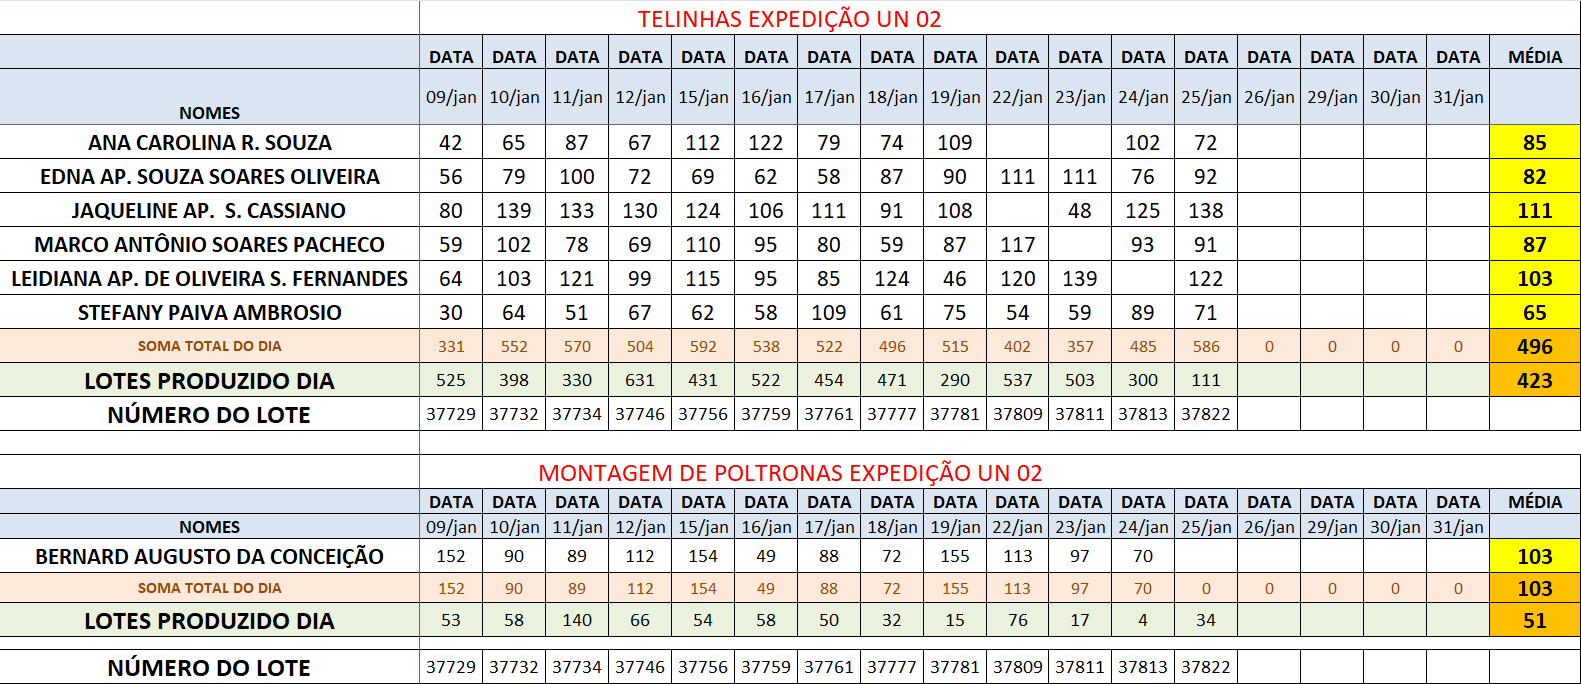 TELINHAS EXPEDIÇÃO UN 02
DATA DATA DATA DATA DATA DATA DATA DATA DATA DATA DATA DATA DATA DATA DATA DATA DATA MÉDIA
NOMES 09/jan 10/jan 11/jan 12/jan 15/jan 16/jan 17/jan 18/jan 19/jan 22/jan 23/jan 24/jan 25/jan 26/jan 29/jan 30/jan 31/jan
ANA CAROLINA R. SOUZA 42 65 87 67 112 122 79 74 109 102 72 85
EDNA AP. SOUZA SOARES OLIVEIRA 56 79 100 72 69 62 58 87 90 111 111 76 92 82
JAQUELINE AP. S. CASSIANO 80 139 133 130 124 106 111 91 108 48 125 138 111
MARCO ANTÔNIO SOARES PACHECO 59 102 78 69 110 95 80 59 87 117 93 91 87
LEIDIANA AP. DE OLIVEIRA S. FERNANDES 64 103 121 99 115 95 85 124 46 120 139 122 103
STEFANY PAIVA AMBROSIO 30 64 51 67 62 58 109 61 75 54 59 89 71 65
SOMA TOTAL DO DIA 331 552 570 504 592 538 522 496 515 402 357 485 586 0 0 0 0 496
LOTES PRODUZIDO DIA 525 398 330 631 431 522 454 471 290 537 503 300 111 423
NÚMERO DO LOTE 37729 37732 37734 37746 37756 37759 37761 37777 37781 37809 37811 37813 37822
MONTAGEM DE POLTRONAS EXPEDIÇÃO UN 02
DATA DATA DATA DATA DATA DATA DATA DATA DATA DATA DATA DATA DATA DATA DATA DATA DATA MÉDIA
NOMES 09/jan 10/jan 11/jan 12/jan 15/jan 16/jan 17/jan 18/jan 19/jan 22/jan 23/jan 24/jan 25/jan 26/jan 29/jan 30/jan 31/jan
BERNARD AUGUSTO DA CONCEIÇÃO 152 90 89 112 154 49 88 72 155 113 97 70 103
SOMA TOTAL DO DIA 152 90 89 112 154 49 88 72 155 113 97 70 0 0 0 0 0 103
LOTES PRODUZIDO DIA 53 58 140 66 54 58 50 32 15 76 17 4 34 51
NÚMERO DO LOTE 37729 37732 37734 37746 37756 37759 37761 37777 37781 37809 37811 37813 37822